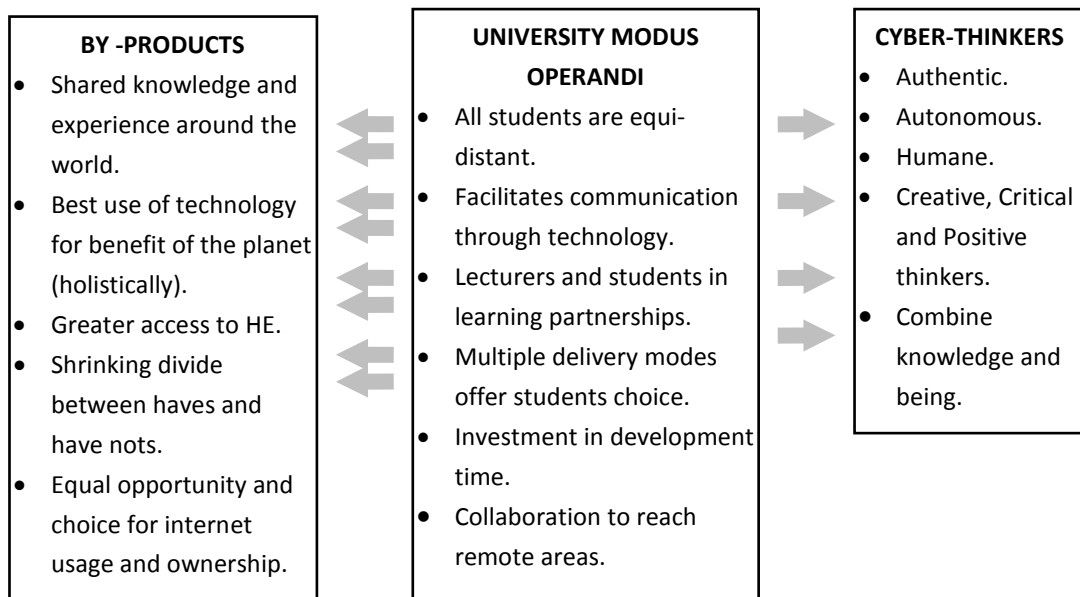 BY -PRODUCTS
• Shared knowledge and
experience around the
world.
• Best use of technology
for benefit of the planet
(holistically).
• Greater access to HE.
• Shrinking divide
between haves and
have nots.
• Equal opportunity and
choice for internet
usage and ownership.
UNIVERSITY MODUS
OPERANDI
• All students are equi-
distant.
• Facilitates communication
through technology.
• Lecturers and students in
learning partnerships.
• Multiple delivery modes
offer students choice.
• Investment in development
time.
• Collaboration to reach
remote areas.
CYBER-THINKERS
• Authentic.
• Autonomous.
• Humane.
• Creative, Critical
and Positive
thinkers.
• Combine
knowledge and
being.